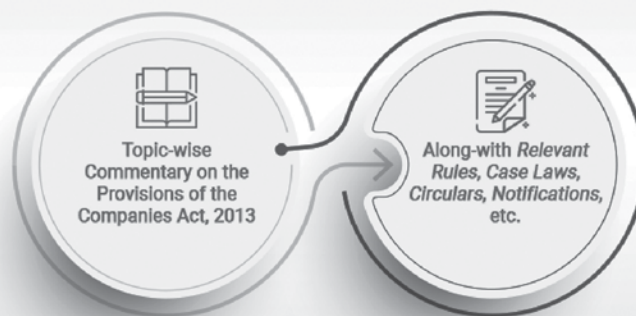 Topic-wise
Commentary on the
Provisions of the
Companies Act, 2013
Along-with Relevant
Rules, Case Laws,
Circulars, Notifications,
etc.